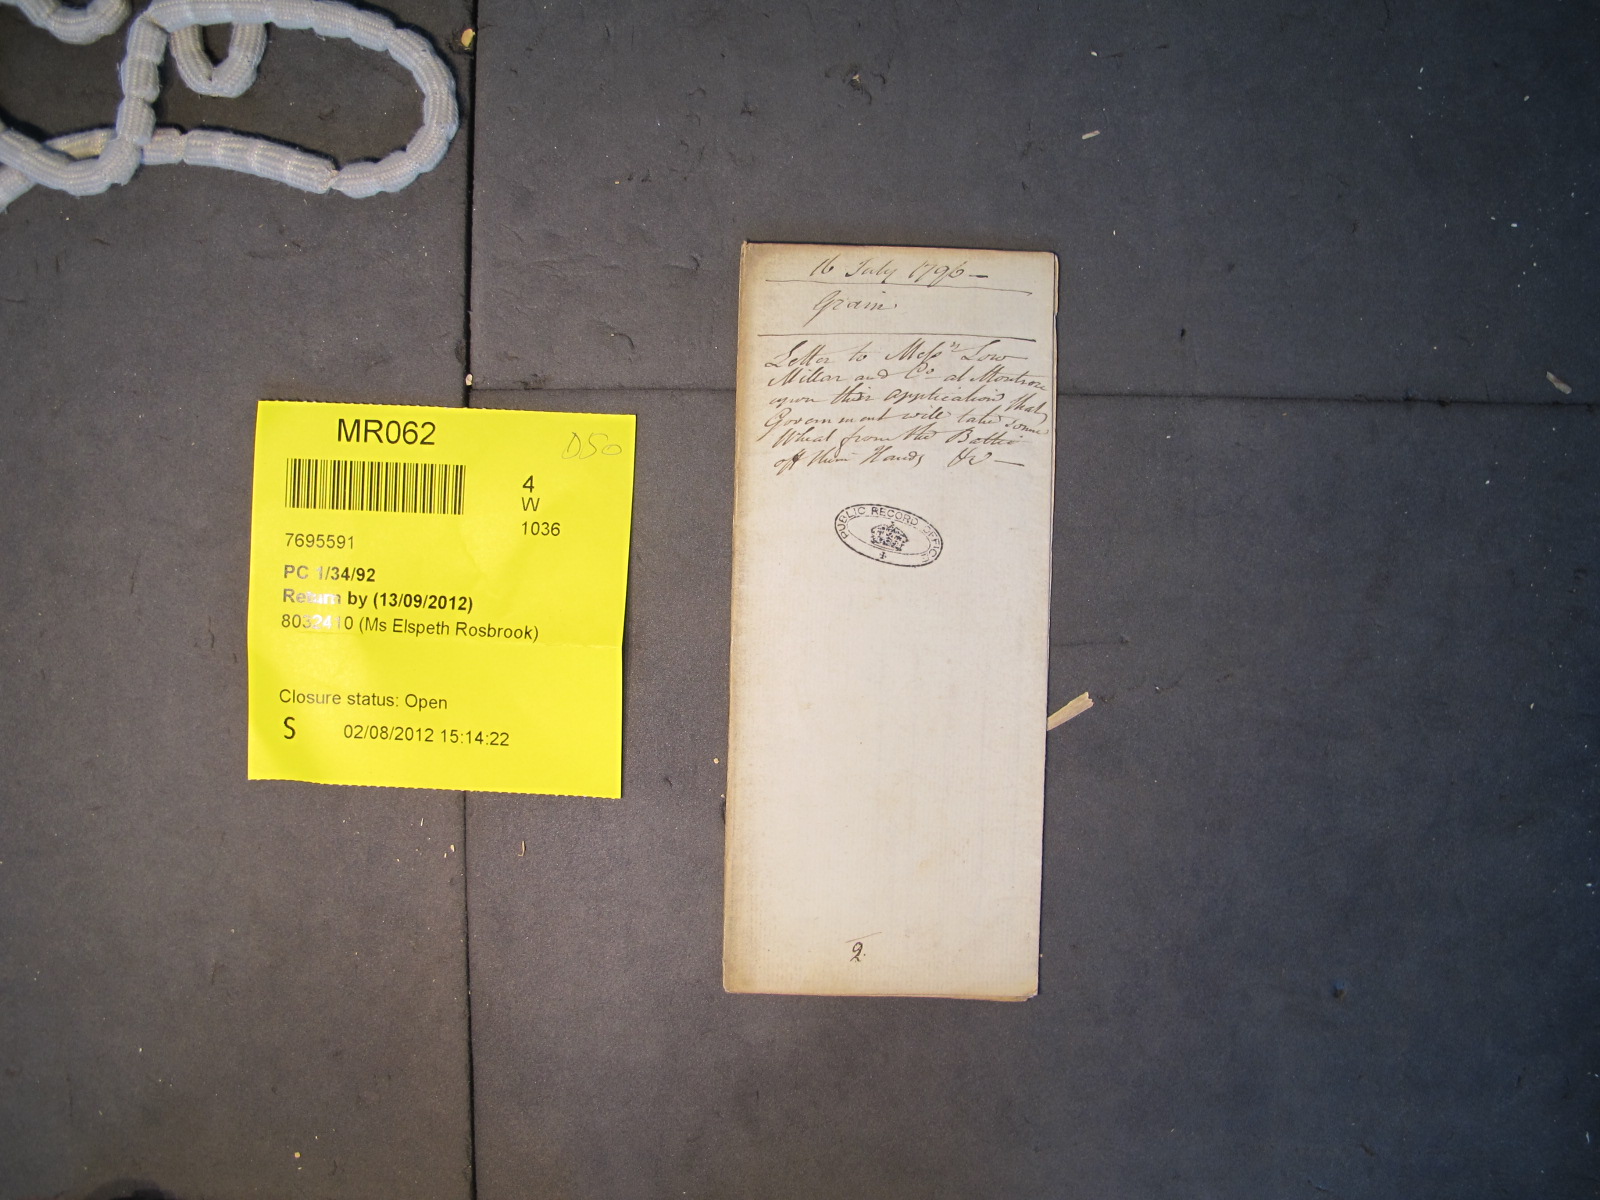 MR062
D50
4
W
1036
7695591
PC 1/34/92
Return by (13/09/2012)
8032410 (Ms Elspeth Rosbrook)
Closure status: Open
S 02/08/2012 15:14:22
16 July 1796 —
Grain.
Letter to Mess.rs Low
Millar and Co. at Montrose
upon their application that
Government will take some
Wheat from the Baltic
off their Hands &c —
PUBLIC RECORD OFFICE
2.